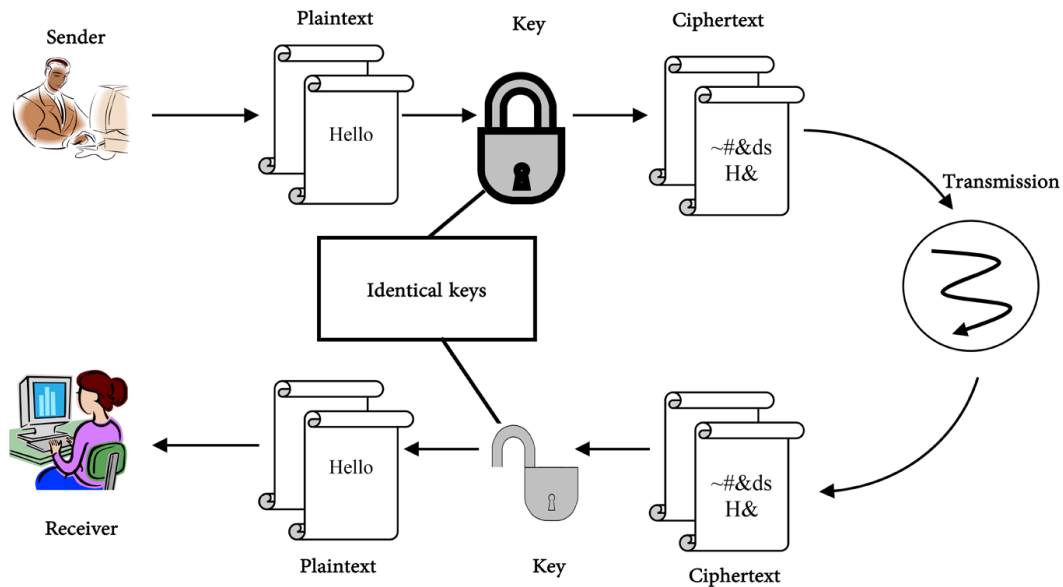 Plaintext
Key
Ciphertext
Sender
Hello
~#&ds
H&
Transmission
Identical keys
Hello
~#&ds
H&
Receiver
Plaintext
Key
Ciphertext